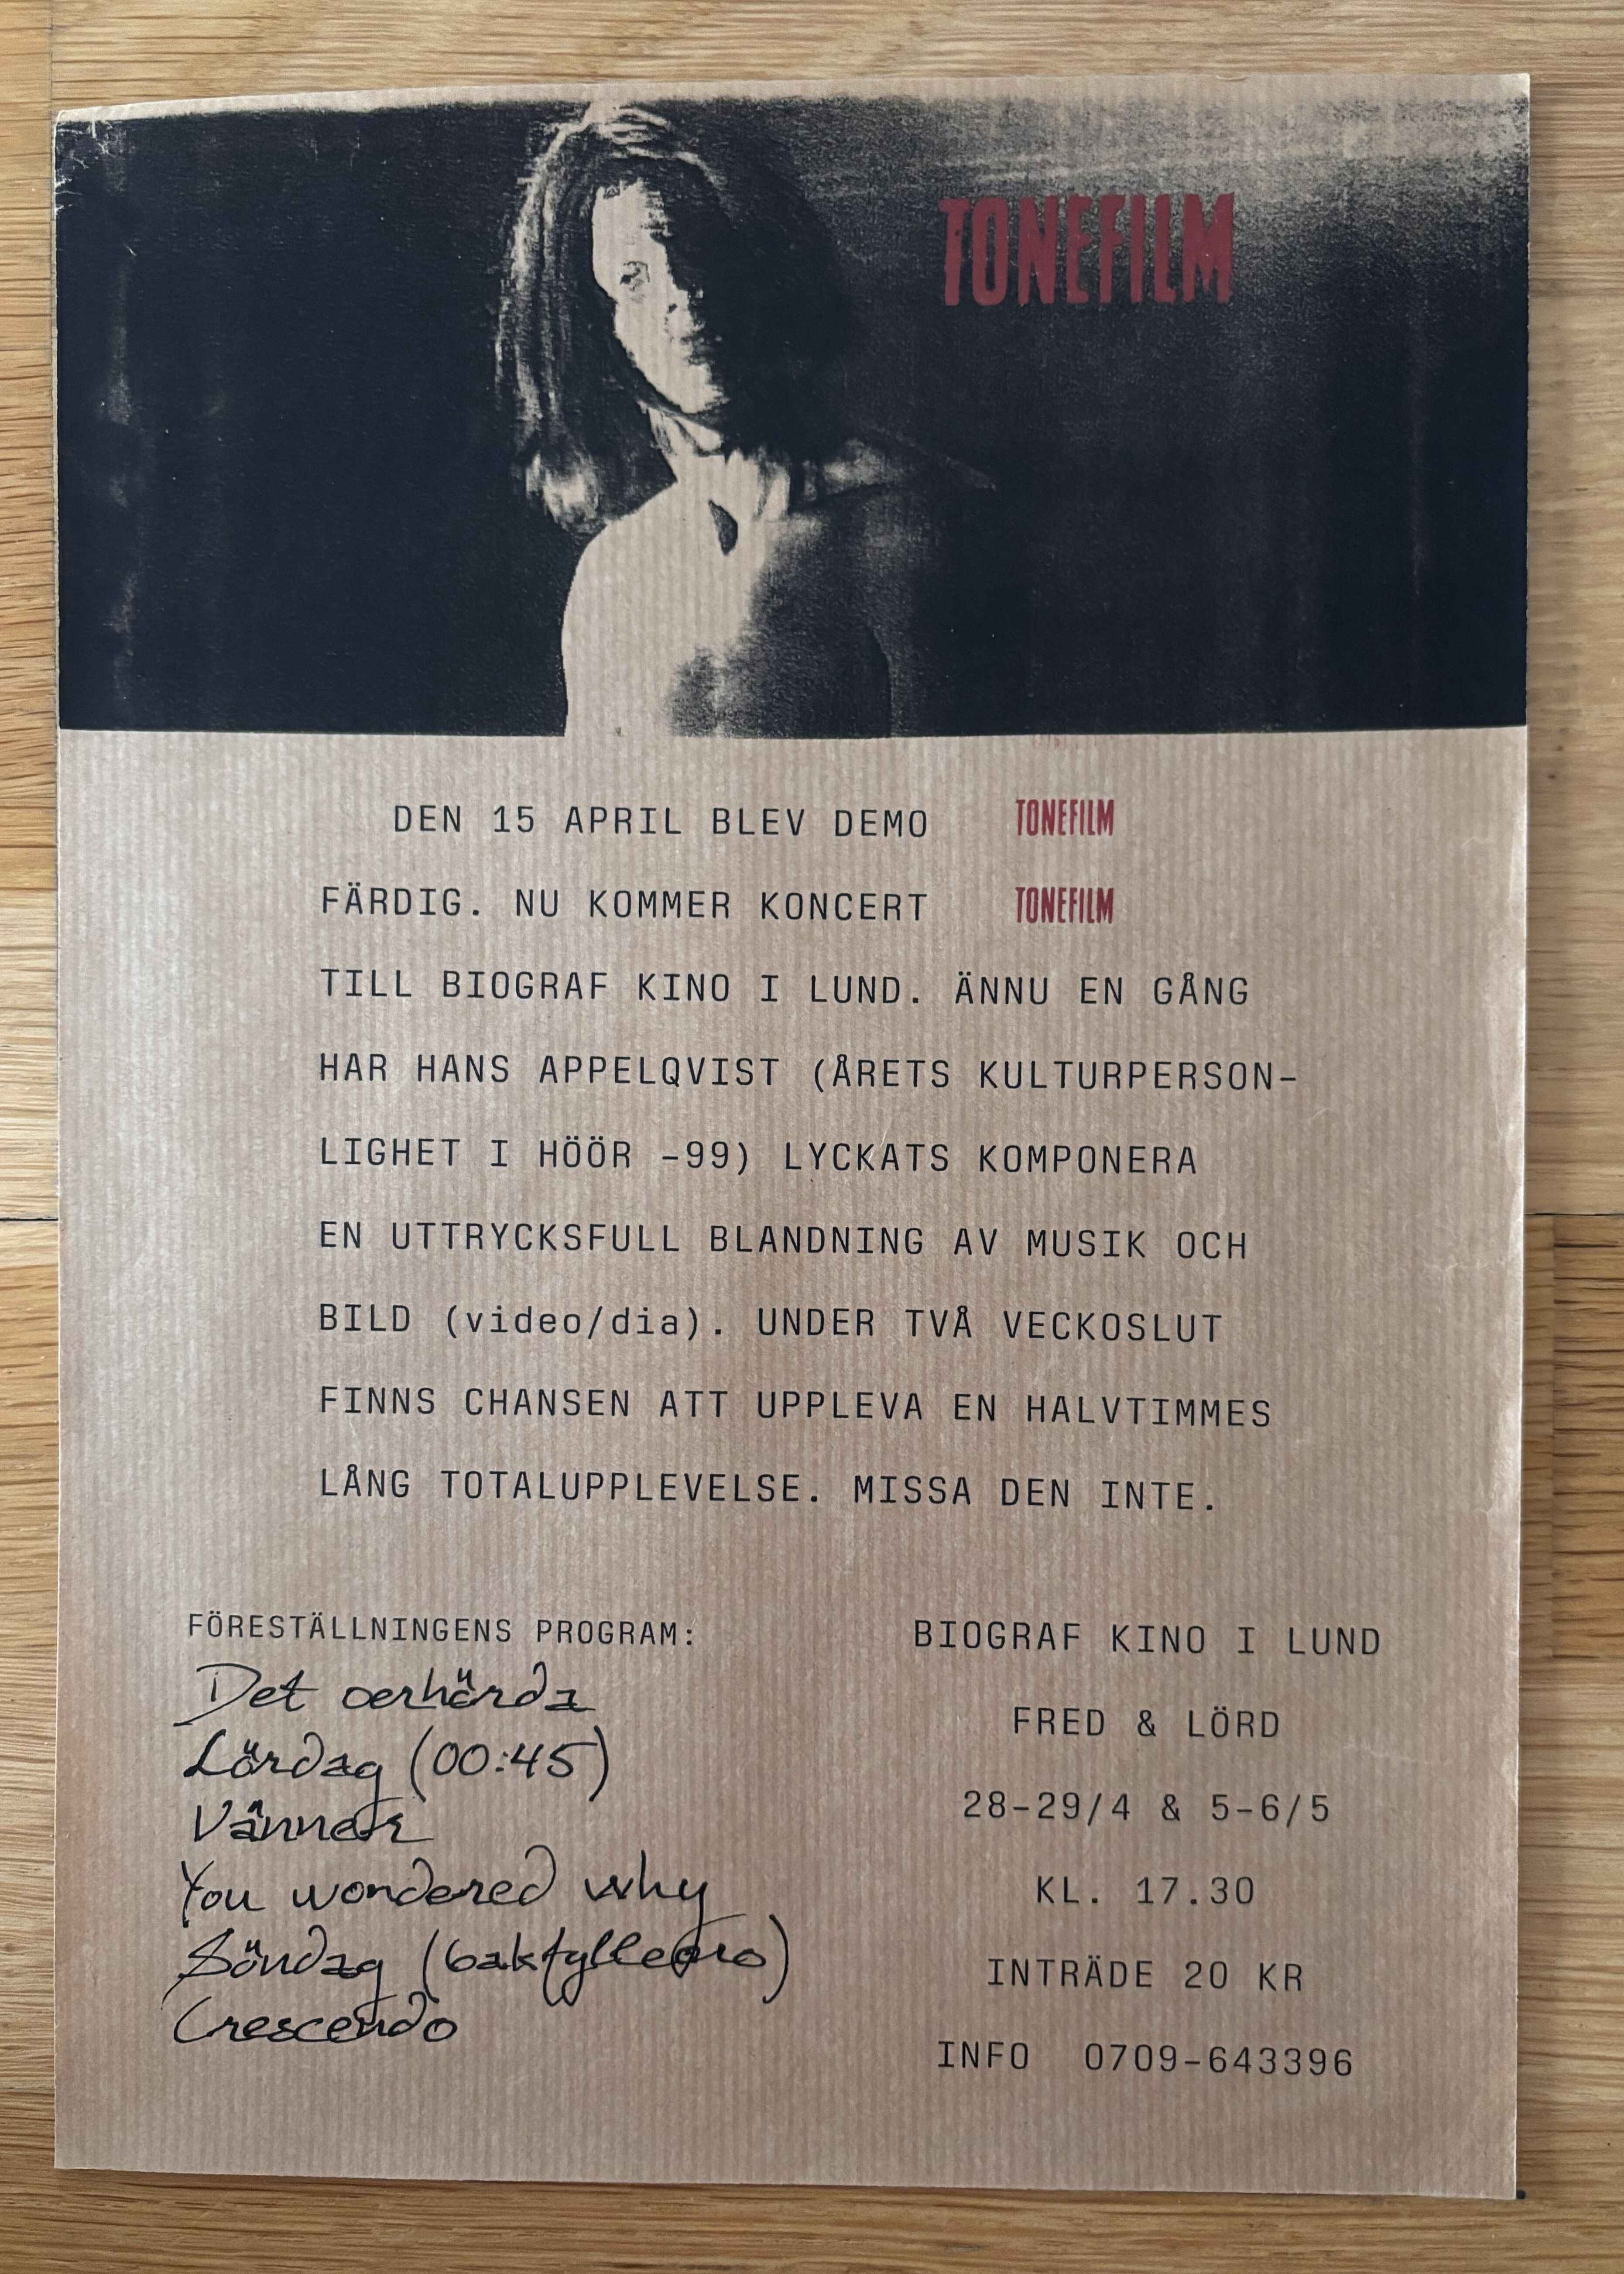 TONEFILM
DEN 15 APRIL BLEV DEMO TONEFILM
FÄRDIG. NU KOMMER KONCERT TONEFILM
TILL BIOGRAF KINO I LUND. ÄNNU EN GÅNG
HAR HANS APPELQVIST (ÅRETS KULTURPERSON-
LIGHET I HÖÖR -99) LYCKATS KOMPONERA
EN UTTRYCKSFULL BLANDNING AV MUSIK OCH
BILD (video/dia). UNDER TVÅ VECKOSLUT
FINNS CHANSEN ATT UPPLEVA EN HALVTIMMES
LÅNG TOTALUPPLEVELSE. MISSA DEN INTE.
FÖRESTÄLLNINGENS PROGRAM:
Det oerhörda
Lördag (00:45)
You wondered why
Söndag
Crescendo
BIOGRAF KINO I LUND
FRED & LÖRD
28-29/4 & 5-6/5
KL. 17.30
INTRÄDE 20 KR
INFO 0709-643396